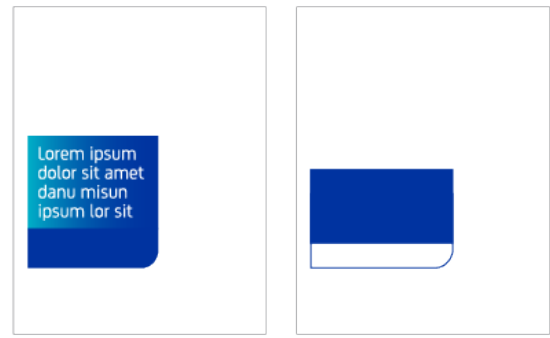 Lorem ipsum
dolor sit amet
danu misun
ipsum lor sit